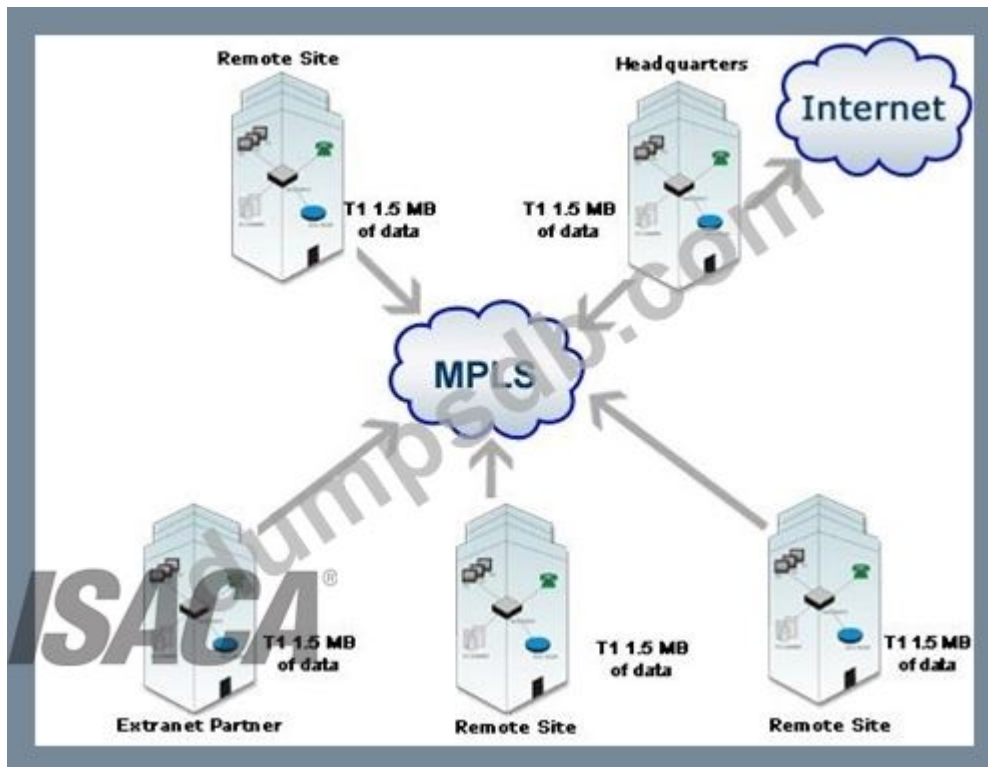 Remote Site
Headquarters
Internet
T1 1.5 MB
of data
T1 1.5 MB
of data
MPLS
dumpsdb.com
ISACA®
T1 1.5 MB
of data
T1 1.5 MB
of data
T1 1.5 MB
of data
Extranet Partner
Remote Site
Remote Site